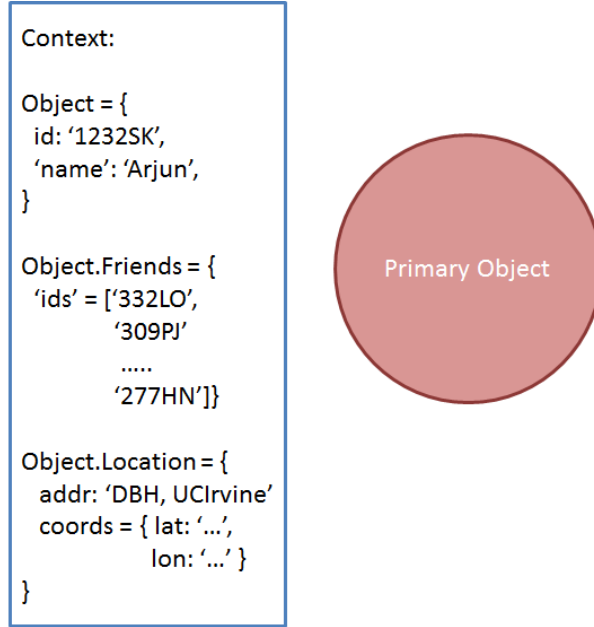 Context:
Object = {
id: ‘1232SK’,
‘name’: ‘Arjun’,
}
Object.Friends = {
‘ids’ = [‘332LO’,
‘309PJ’
.....
‘277HN’]}
Object.Location = {
addr: ‘DBH, UCIrvine’
coords = { lat: ‘...’,
lon: ‘...’ }
}
Primary Object